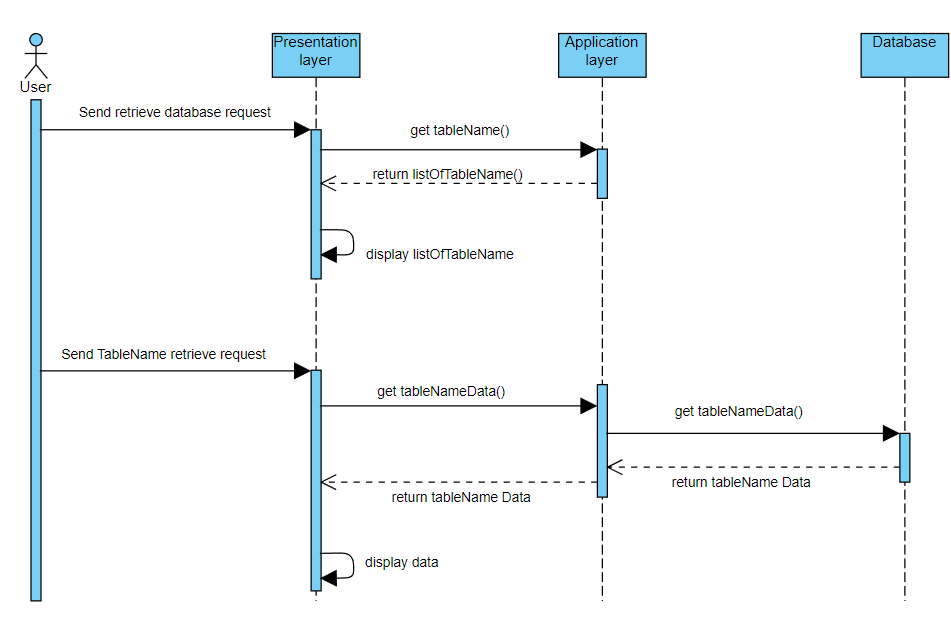 User
Presentation
layer
Application
layer
Database
Send retrieve database request
get tableName()
return listOfTableName()
display listOfTableName
Send TableName retrieve request
get tableNameData()
get tableNameData()
return tableName Data
return tableName Data
display data